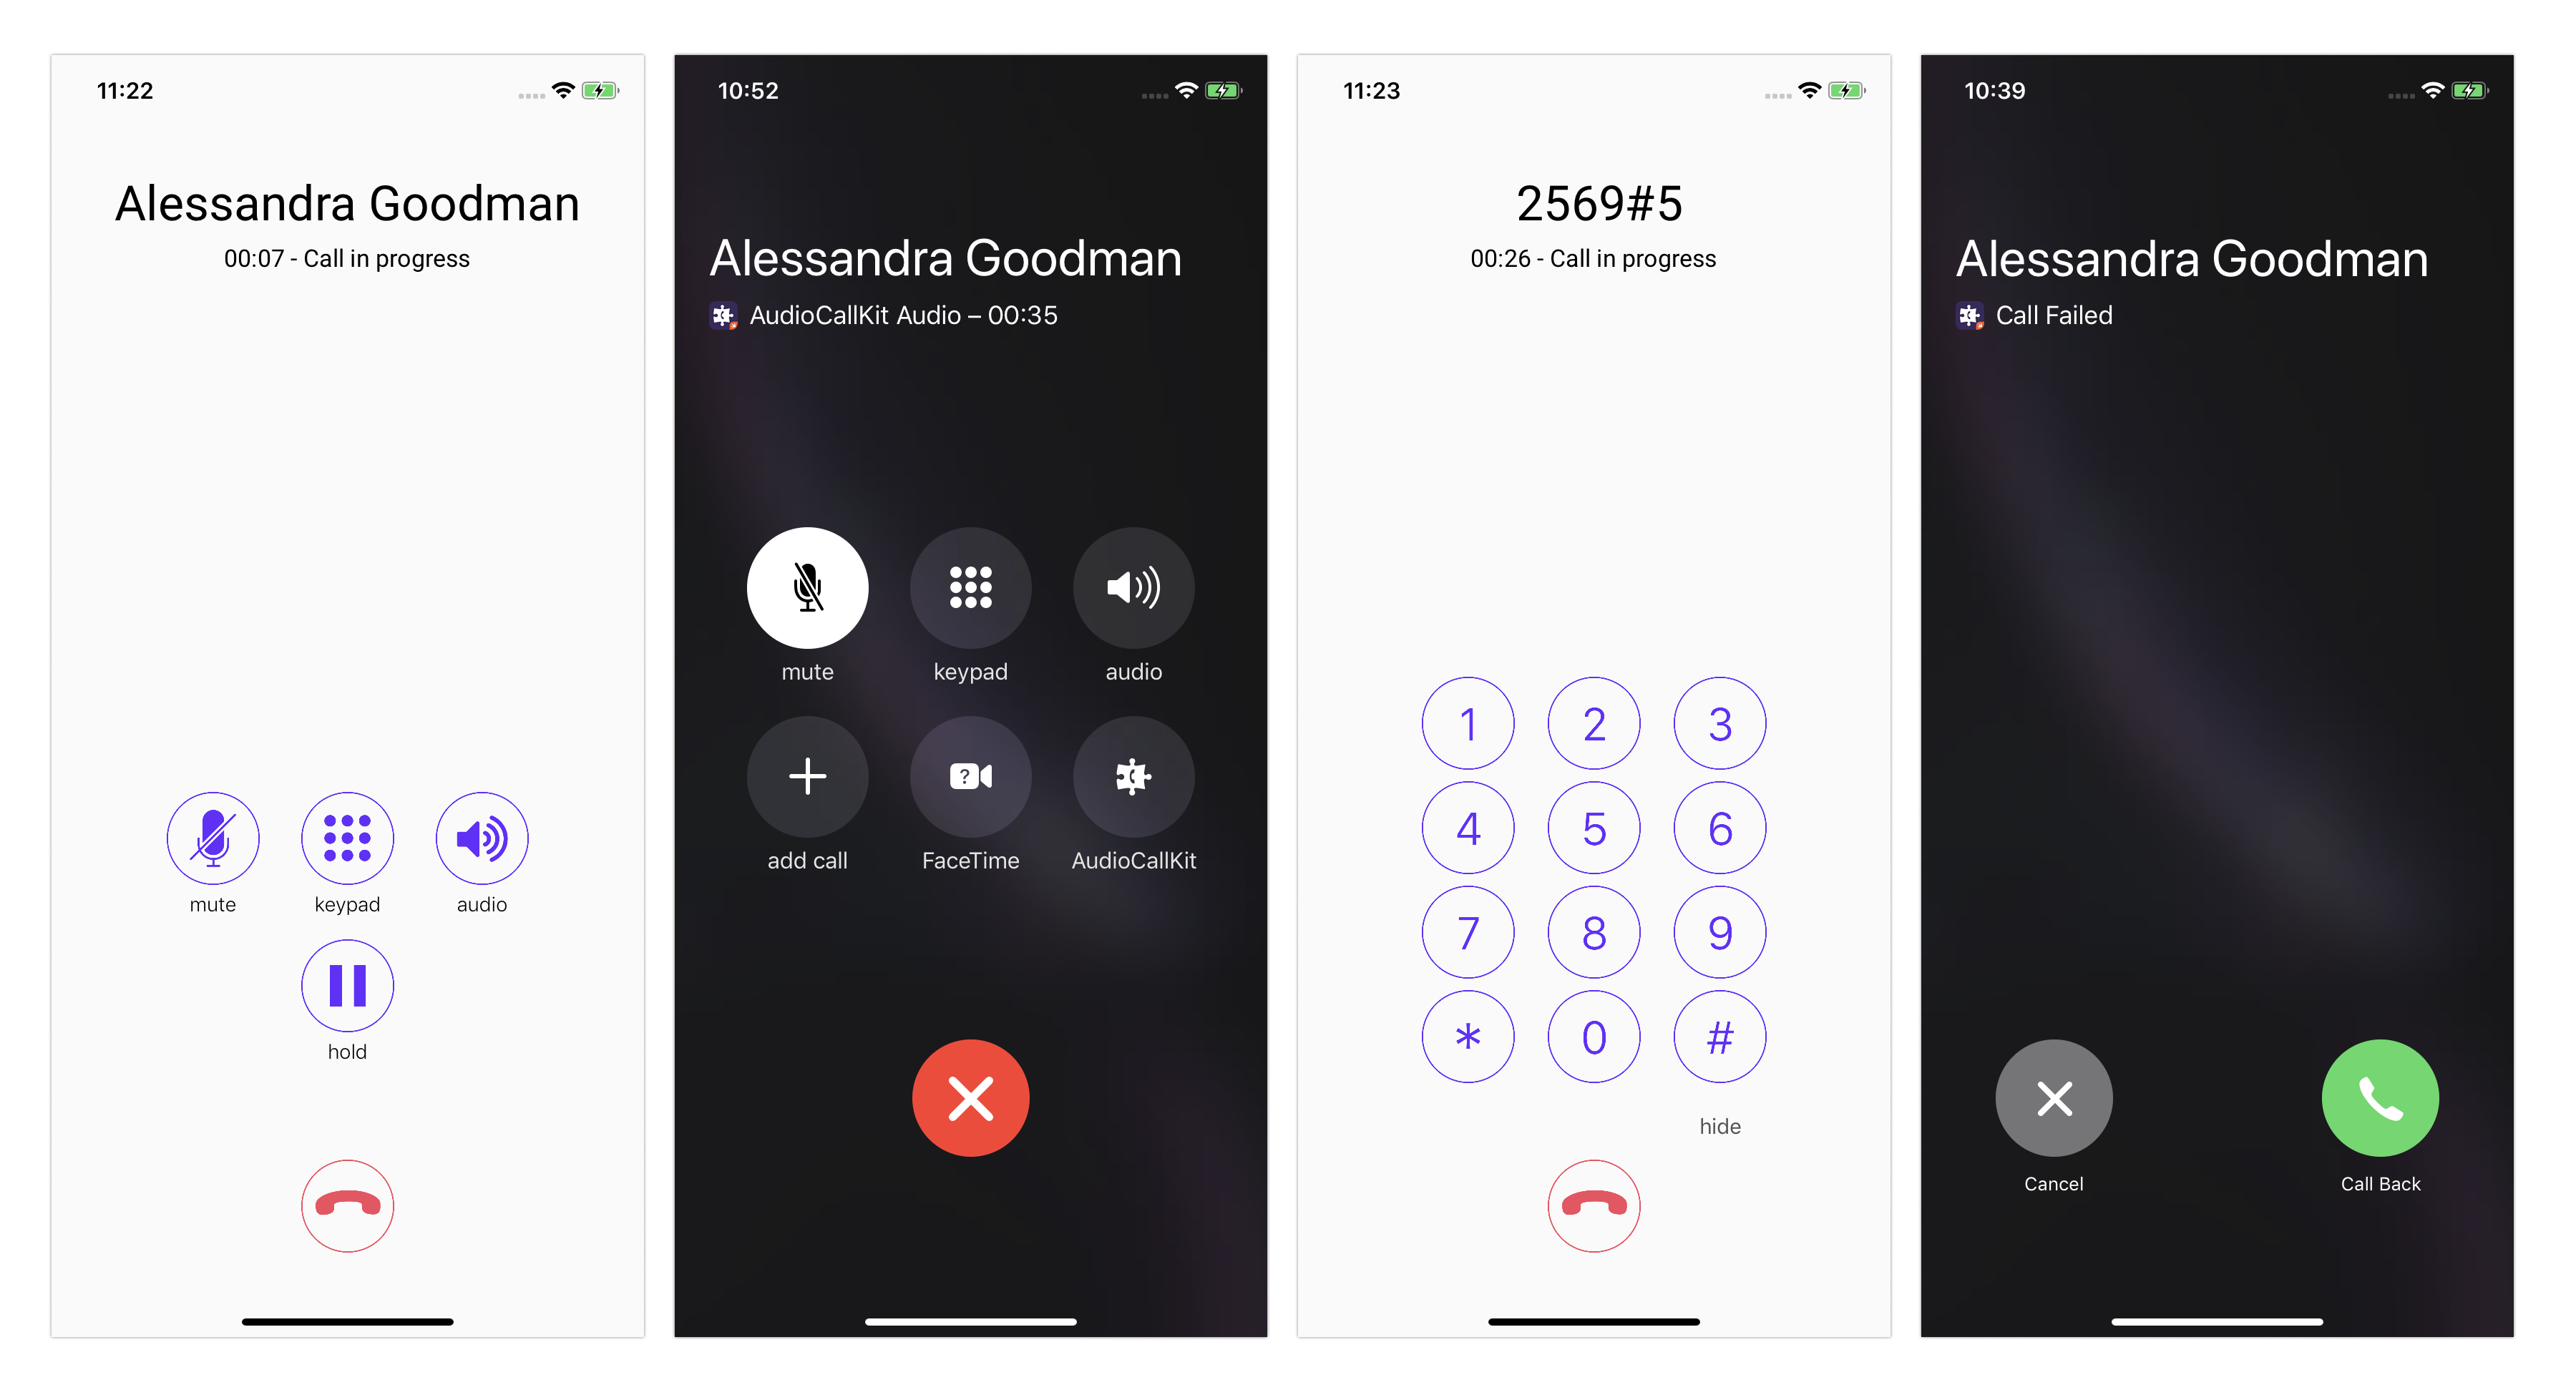 11:22
Alessandra Goodman
00:07 - Call in progress
mute keypad audio
hold
10:52
Alessandra Goodman
AudioCallKit Audio – 00:35
mute keypad audio
?
add call FaceTime AudioCallKit
11:23
2569#5
00:26 - Call in progress
1 2 3
4 5 6
7 8 9
* 0 #
hide
10:39
Alessandra Goodman
Call Failed
Cancel Call Back